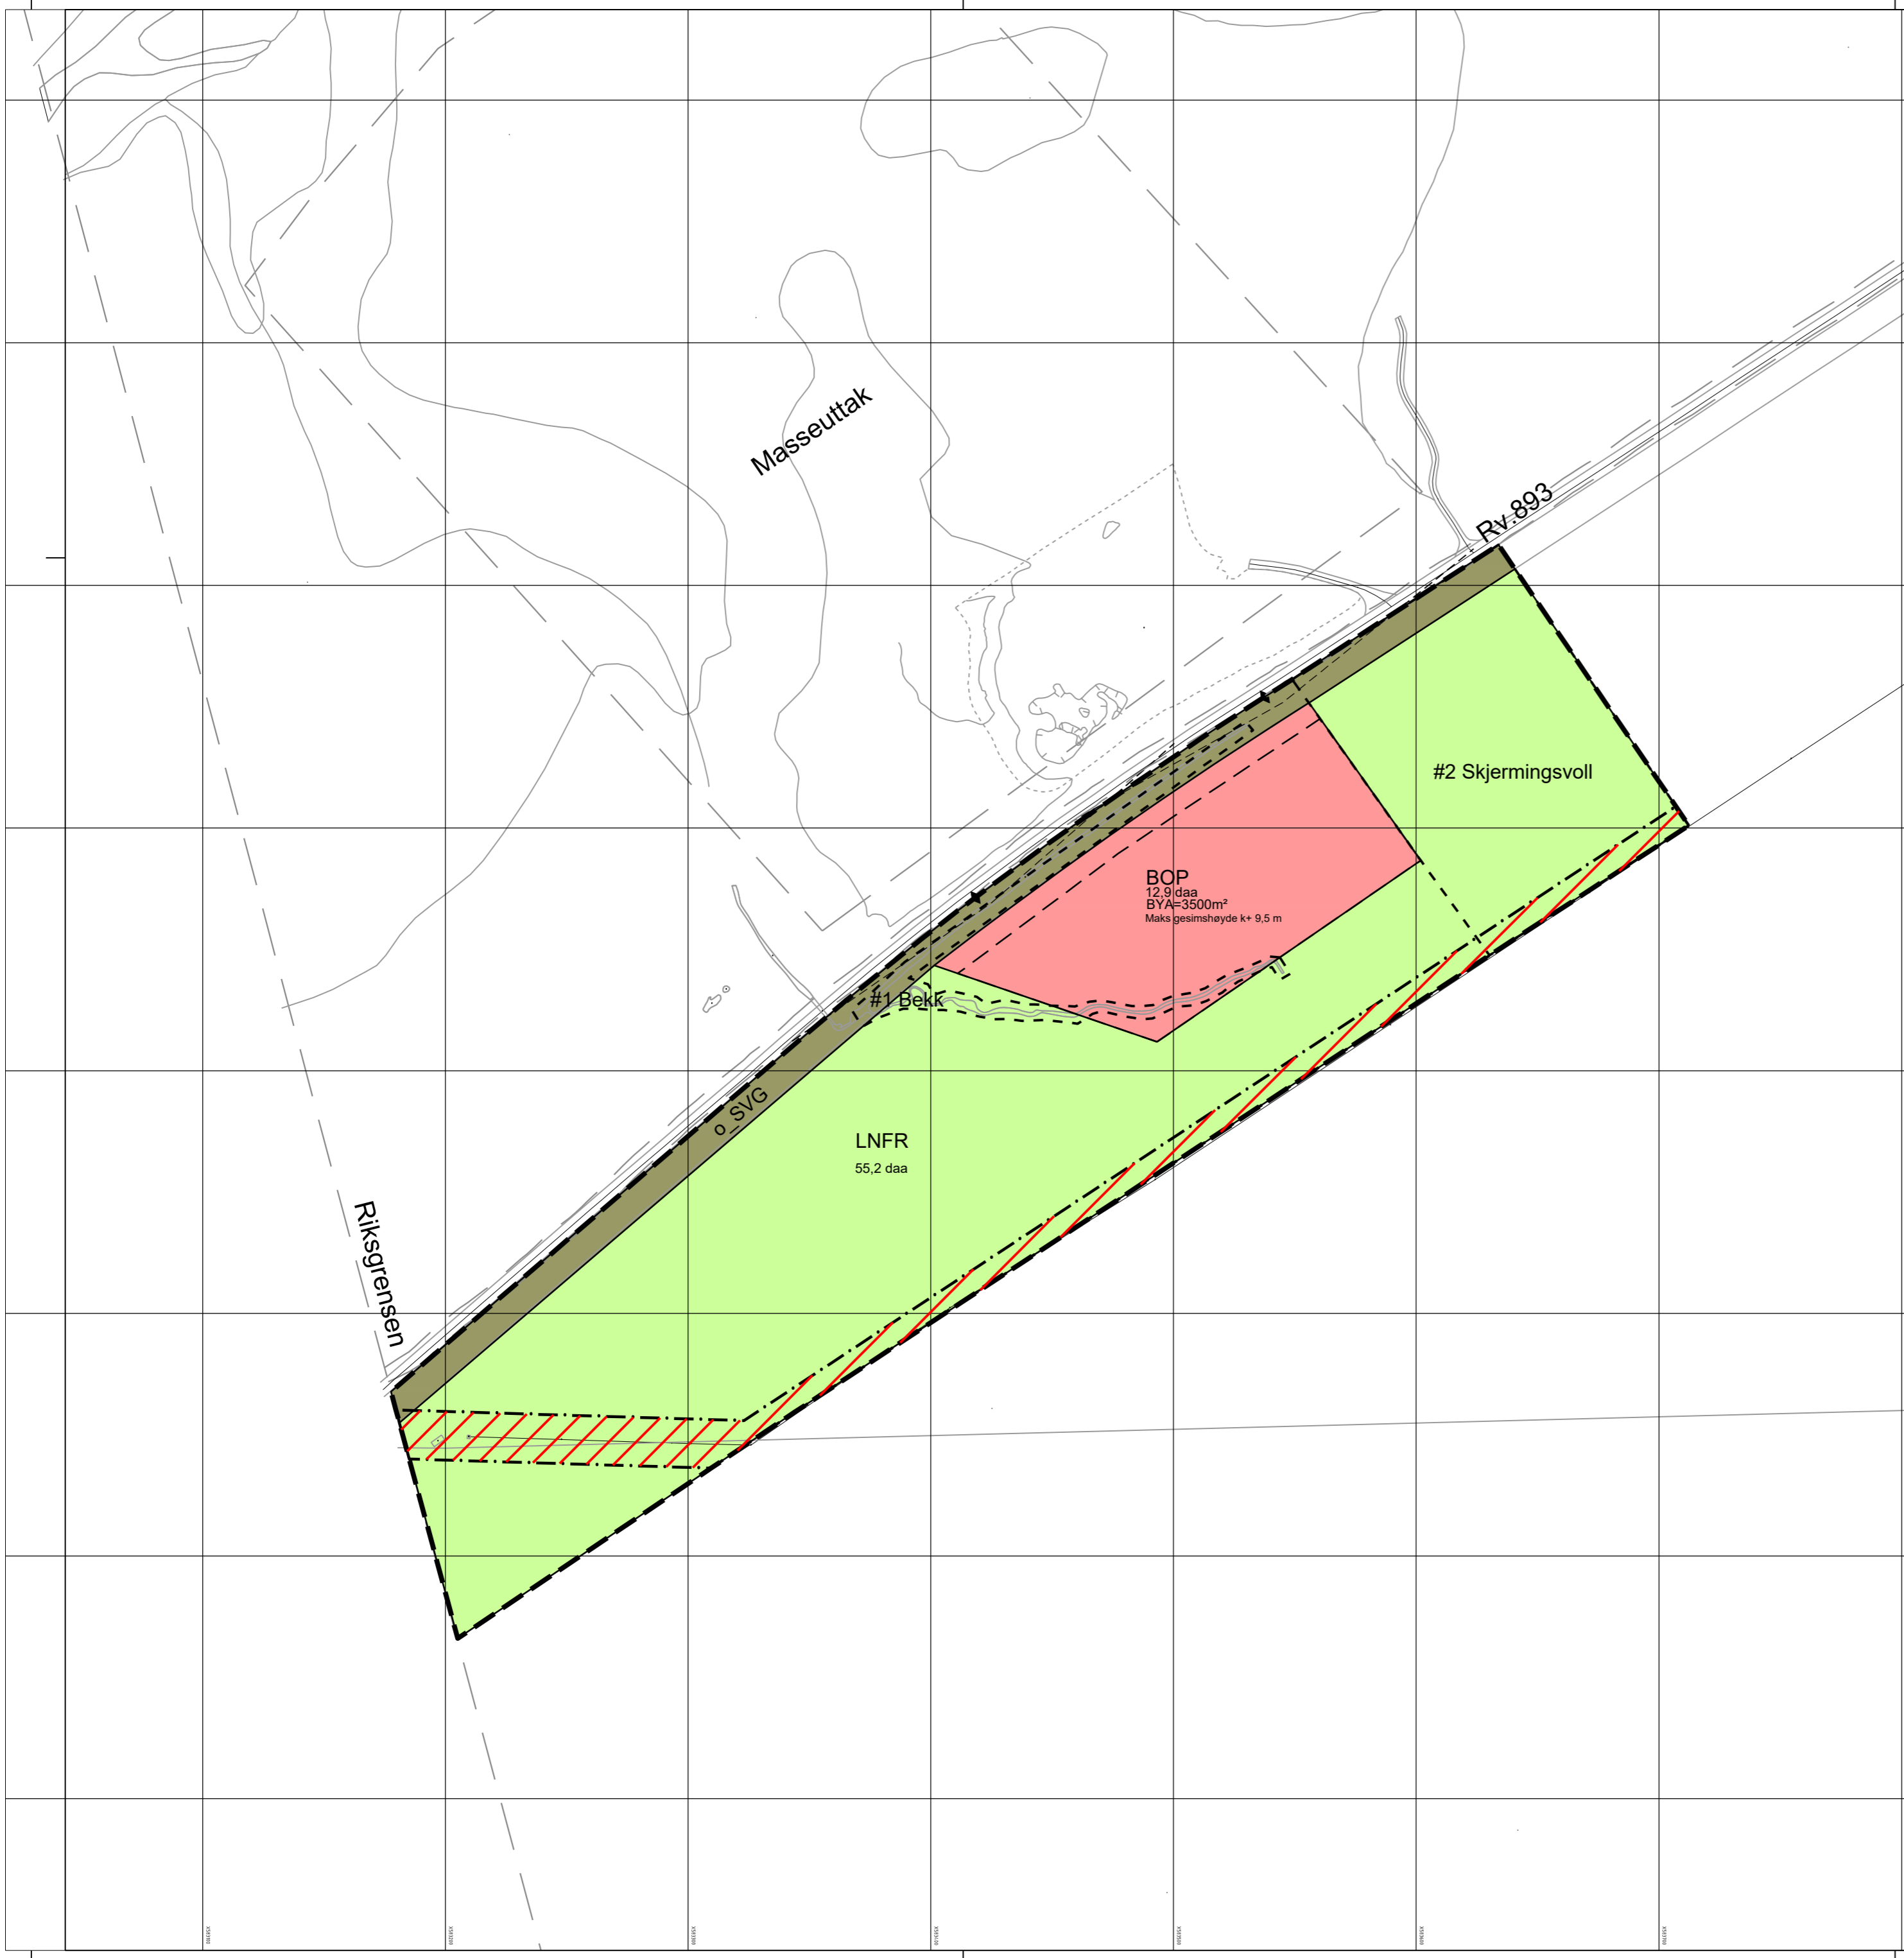 Masseuttak
Rv.893
#2 Skjermingsvoll
BOP
12,9 daa
BYA=3500m²
Maks gesimshøyde k+ 9,5 m
#1 Bekk
o_SVG
LNFR
55,2 daa
Riksgrensen